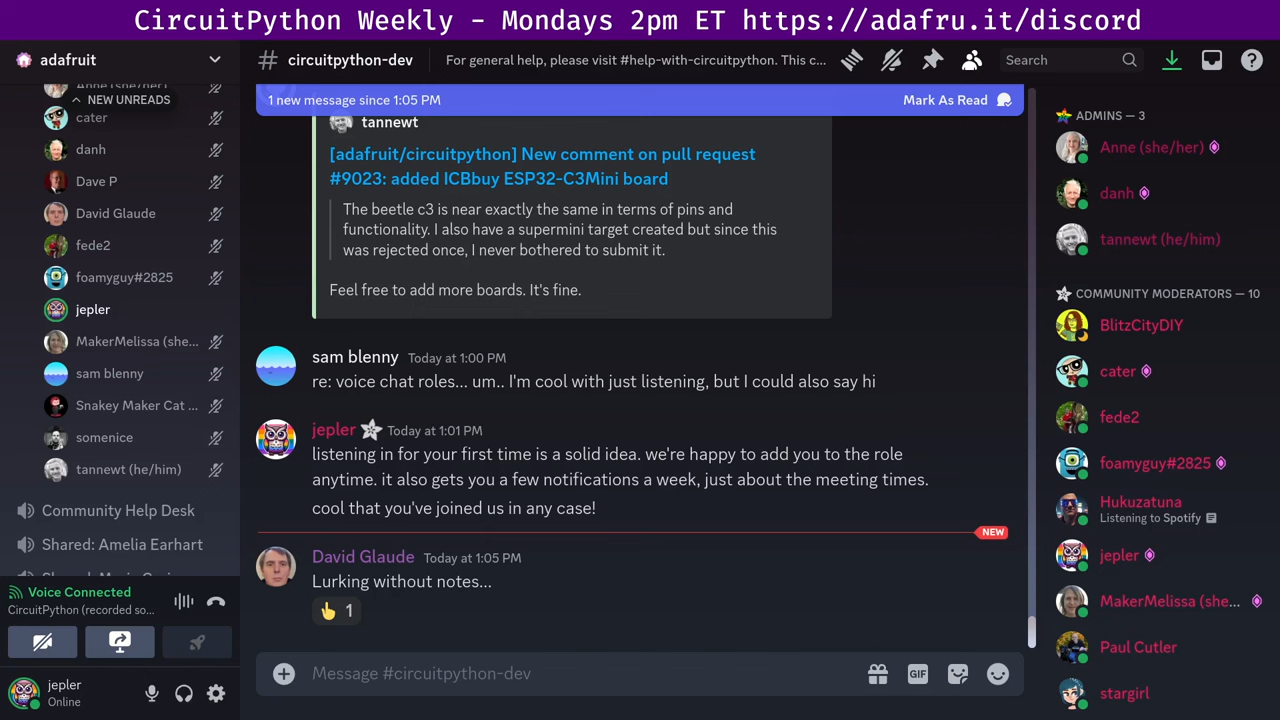 CircuitPython Weekly - Mondays 2pm ET https://adafru.it/discord
adafruit
NEW UNREADS
cater
danh
Dave P
David Glaude
fede2
foamyguy#2825
jepler
MakerMelissa (she...
sam blenny
Snakey Maker Cat ...
somenice
tannewt (he/him)
Community Help Desk
Shared: Amelia Earhart
Voice Connected
CircuitPython (recorded so...
jepler
Online
circuitpython-dev
For general help, please visit #help-with-circuitpython. This c...
Search
1 new message since 1:05 PM
Mark As Read
tannewt
[adafruit/circuitpython] New comment on pull request
#9023: added ICBbuy ESP32-C3Mini board
The beetle c3 is near exactly the same in terms of pins and
functionality. I also have a supermini target created but since this
was rejected once, I never bothered to submit it.
Feel free to add more boards. It's fine.
sam blenny Today at 1:00 PM
re: voice chat roles... um.. I'm cool with just listening, but I could also say hi
jepler Today at 1:01 PM
listening in for your first time is a solid idea. we're happy to add you to the role
anytime. it also gets you a few notifications a week, just about the meeting times.
cool that you've joined us in any case!
NEW
David Glaude Today at 1:05 PM
Lurking without notes...
1
Message #circuitpython-dev
GIF
ADMINS — 3
Anne (she/her)
danh
tannewt (he/him)
COMMUNITY MODERATORS — 10
BlitzCityDIY
cater
fede2
foamyguy#2825
Hukuzatuna
Listening to Spotify
jepler
MakerMelissa (she...
Paul Cutler
stargirl